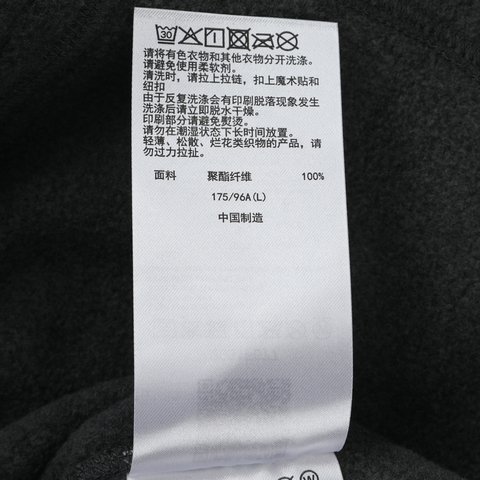 30
请将有色衣物和其他衣物分开洗涤。
请避免使用柔软剂。
清洗时，请拉上拉链，扣上魔术贴和
纽扣
由于反复洗涤会有印刷脱落现象发生
洗涤后请立即脱水干燥。
印刷部分请避免熨烫。
请勿在潮湿状态下长时间放置。
轻薄、松散、烂花类织物的产品，请
勿过力拉扯。
面料 聚酯纤维 100%
175/96A(L)
中国制造
W